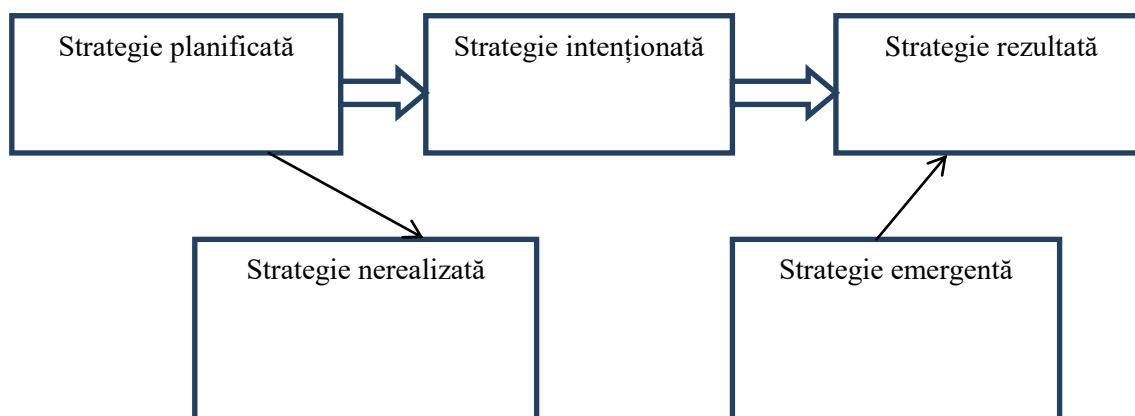 Strategie planificată
Strategie intenționată
Strategie rezultată
Strategie nerealizată
Strategie emergentă